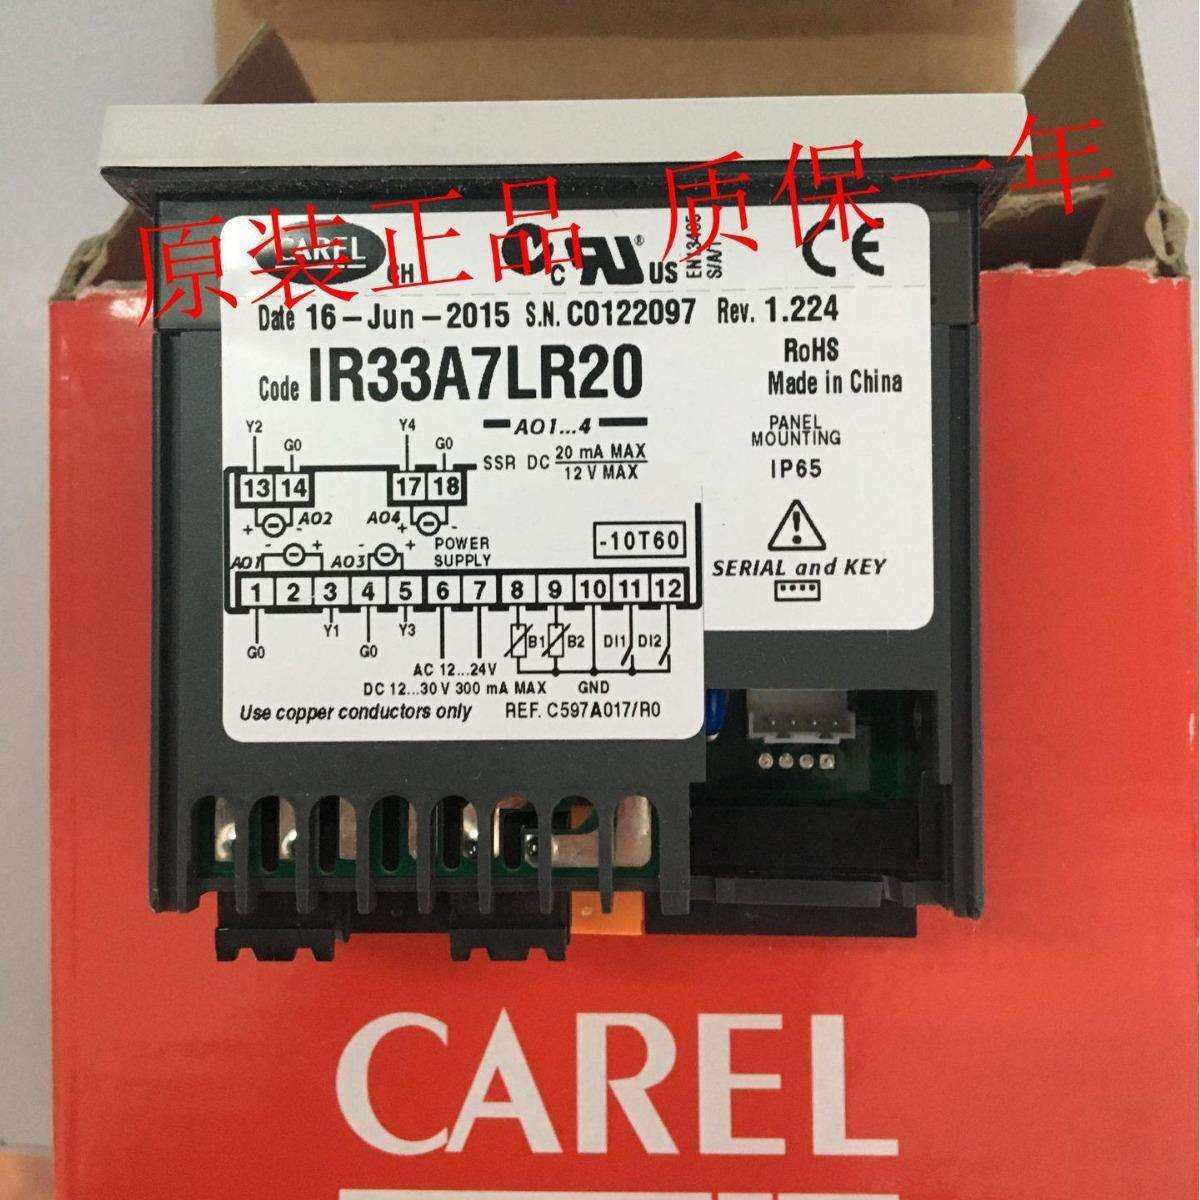 原装正品 质保一年
CAREL
CH
C US
EN13485
S/A/1
CE
Date 16-Jun-2015 S.N. C0122097 Rev. 1.224
Code IR33A7LR20
RoHS
Made in China
AO1...4
SSR DC 20 mA MAX
12 V MAX
PANEL
MOUNTING
IP65
Y2
G0
Y4
G0
13 14 17 18
+ - AO2 AO4 + -
AO1 - + AO3 - +
POWER
SUPPLY
-10T60
SERIAL and KEY
1 2 3 4 5 6 7 8 9 10 11 12
G0 Y1 G0 Y3
B1 B2 DI1 DI2
AC 12...24V
DC 12...30 V 300 mA MAX GND
Use copper conductors only REF. C597A017/R0
CAREL